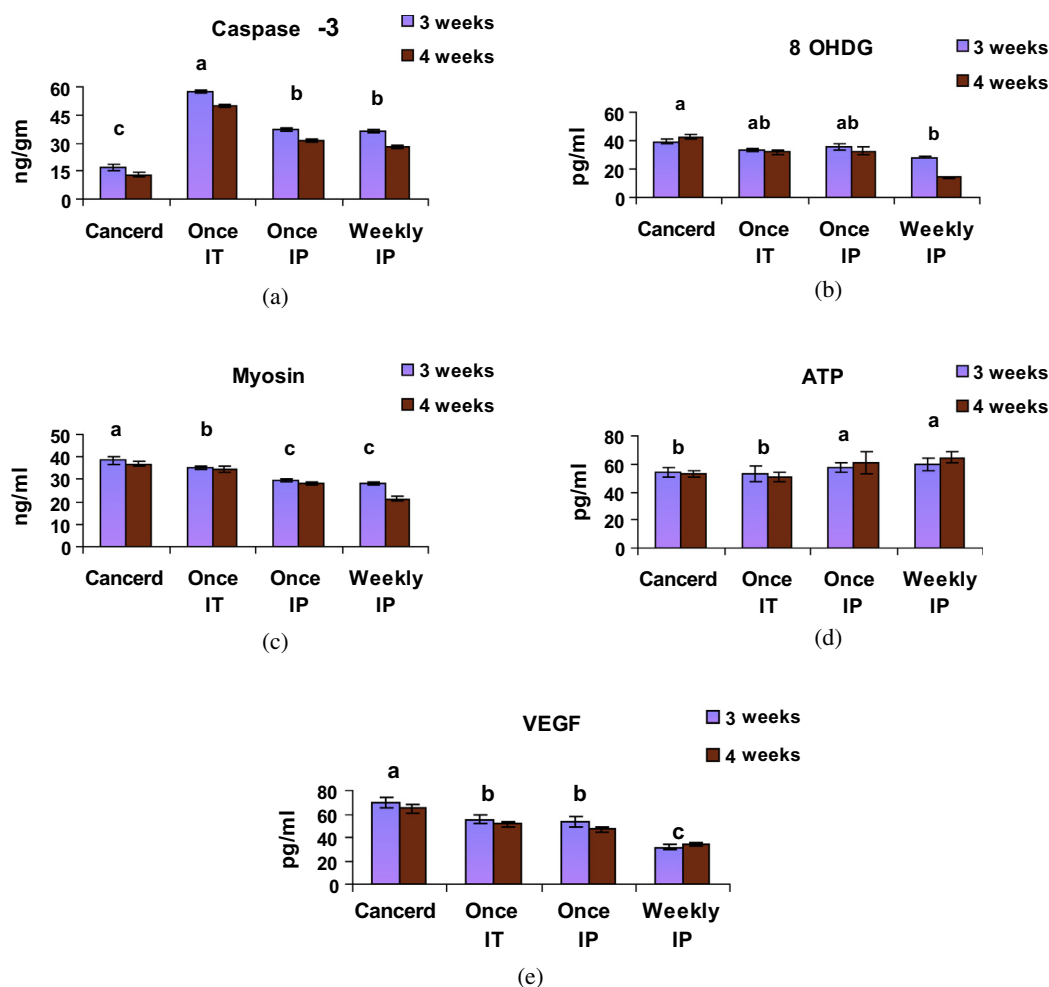 Caspase -3
3 weeks
4 weeks
ng/gm
60
45
30
15
0
c
a
b
b
Cancerd Once IT Once IP Weekly IP
(a)
8 OHDG
3 weeks
4 weeks
pg/ml
60
40
20
0
a
ab
ab
b
Cancerd Once IT Once IP Weekly IP
(b)
Myosin
3 weeks
4 weeks
ng/ml
50
40
30
20
10
0
a
b
c
c
Cancerd Once IT Once IP Weekly IP
(c)
ATP
3 weeks
4 weeks
pg/ml
80
60
40
20
0
b
b
a
a
Cancerd Once IT Once IP Weekly IP
(d)
VEGF
3 weeks
4 weeks
pg/ml
80
60
40
20
0
a
b
b
c
Cancerd Once IT Once IP Weekly IP
(e)